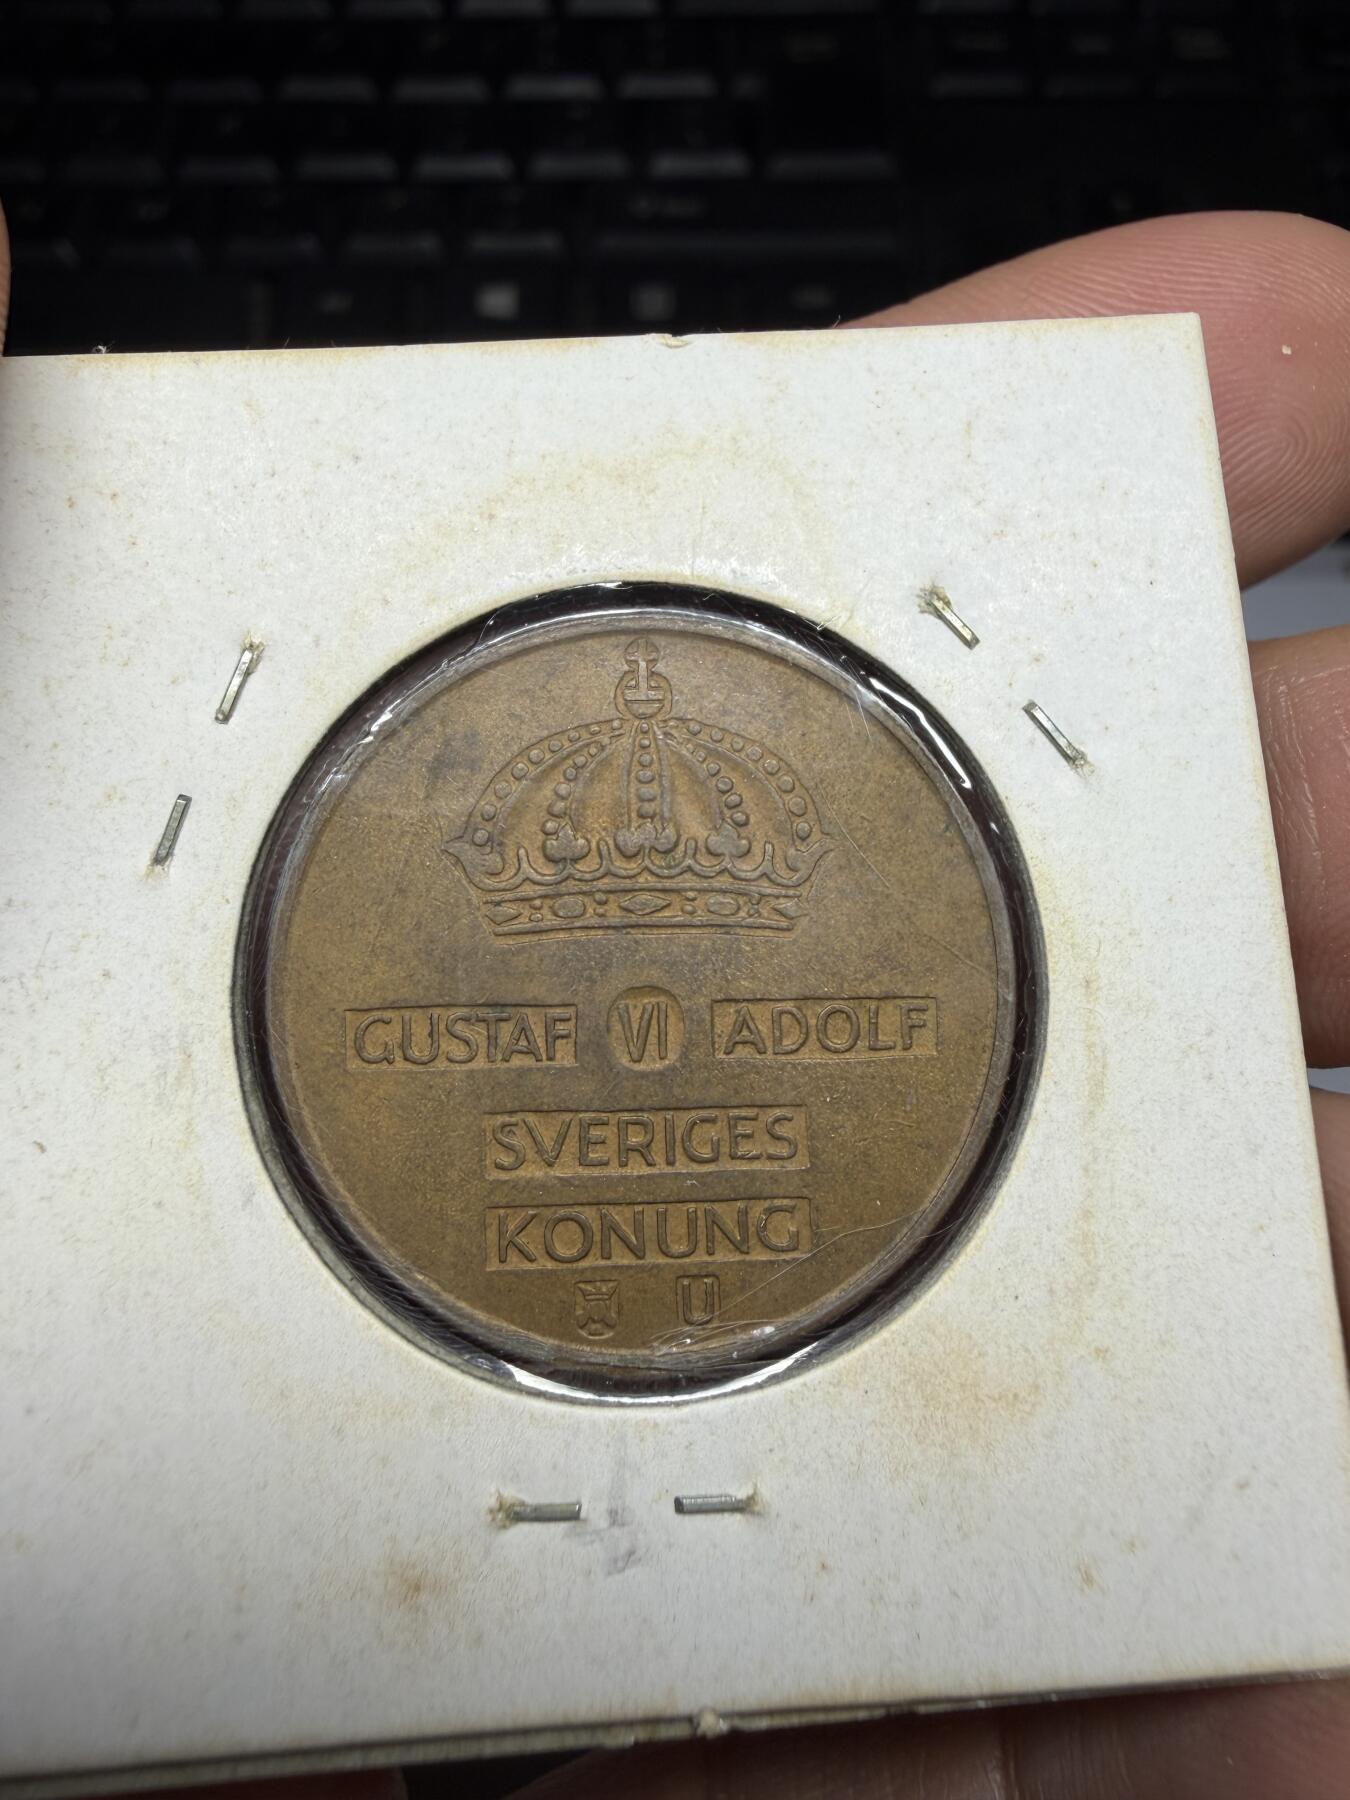 GUSTAF VI ADOLF
SVERIGES
KONUNG
U